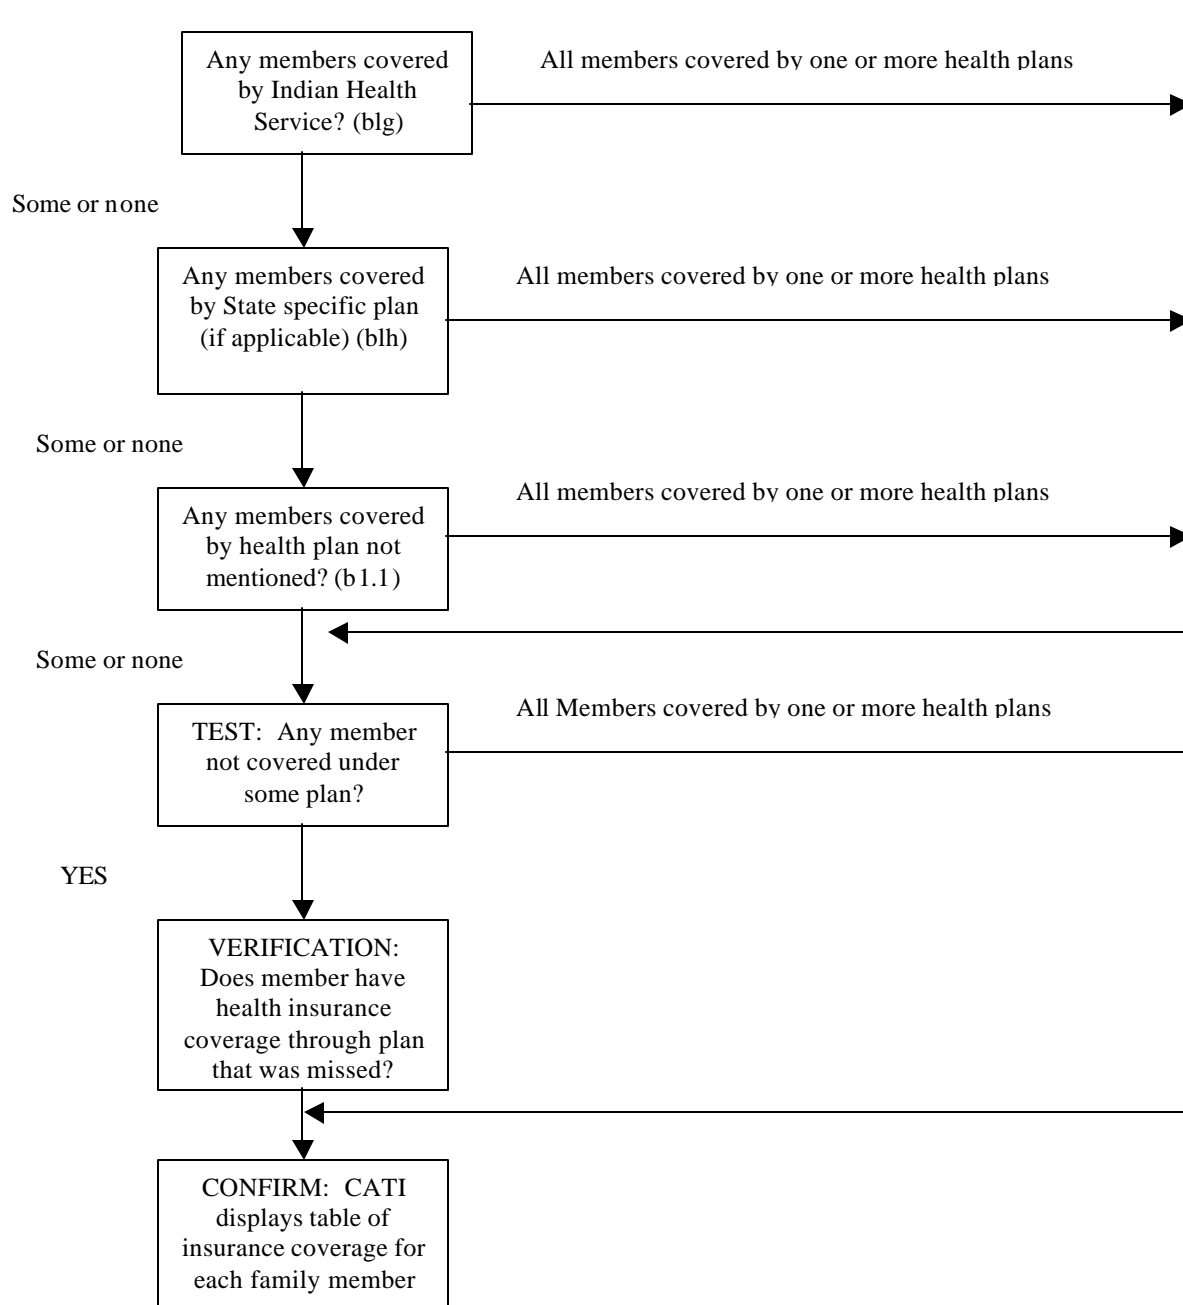 Any members covered
by Indian Health
Service? (blg)
All members covered by one or more health plans
Some or none
Any members covered
by State specific plan
(if applicable) (blh)
All members covered by one or more health plans
Some or none
Any members covered
by health plan not
mentioned? (b1.1)
All members covered by one or more health plans
Some or none
TEST: Any member
not covered under
some plan?
All Members covered by one or more health plans
YES
VERIFICATION:
Does member have
health insurance
coverage through plan
that was missed?
CONFIRM: CATI
displays table of
insurance coverage for
each family member